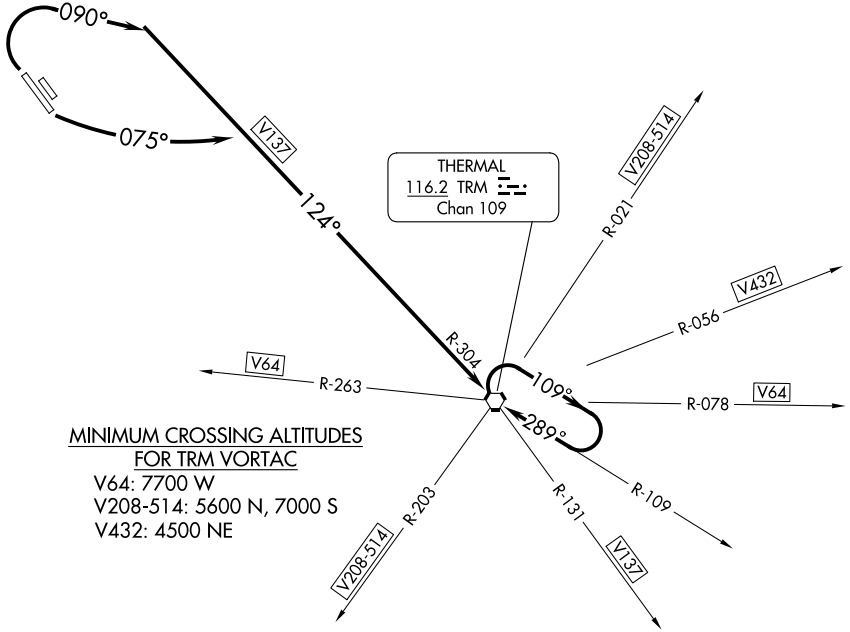 090°
075°
V137
124°
THERMAL
116.2 TRM
Chan 109
V208-514
R-021
V432
R-056
R-304
V64
R-263
109°
289°
R-078
V64
MINIMUM CROSSING ALTITUDES
FOR TRM VORTAC
V64: 7700 W
V208-514: 5600 N, 7000 S
V432: 4500 NE
R-203
V208-514
R-131
V137
R-109